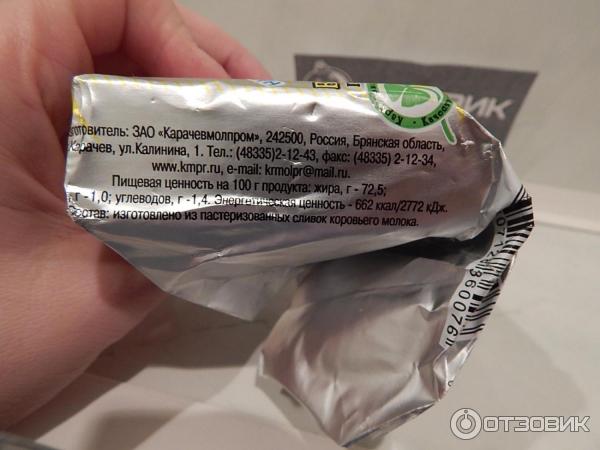 зготовитель: ЗАО «Карачевмолпром», 242500, Россия, Брянская область,
Карачев, ул.Калинина, 1. Тел.: (48335)2-12-43, факс: (48335) 2-12-34,
www.kmpr.ru, e-mail: krmolpr@mail.ru.
Пищевая ценность на 100 г продукта: жира, г - 72,5;
г -1,0; углеводов, г -1,4. Энергетическая ценность - 662 ккал/2772 кДж.
Состав: изготовлено из пастеризованных сливок коровьего молока.
ОТЗОВИК